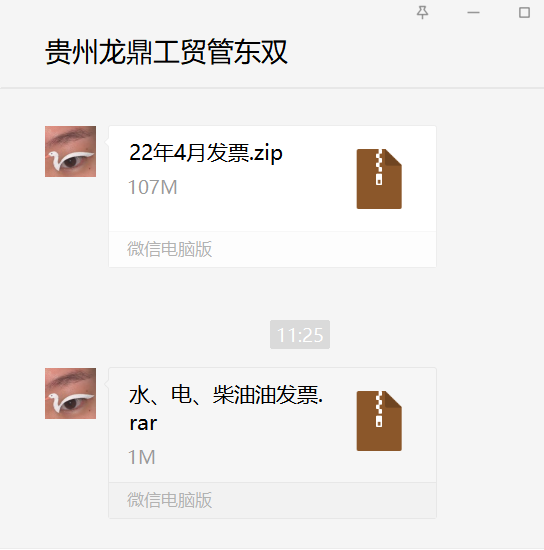 贵州龙鼎工贸管东双
22年4月发票.zip
107M
微信电脑版
11:25
水、电、柴油油发票.
rar
1M
微信电脑版